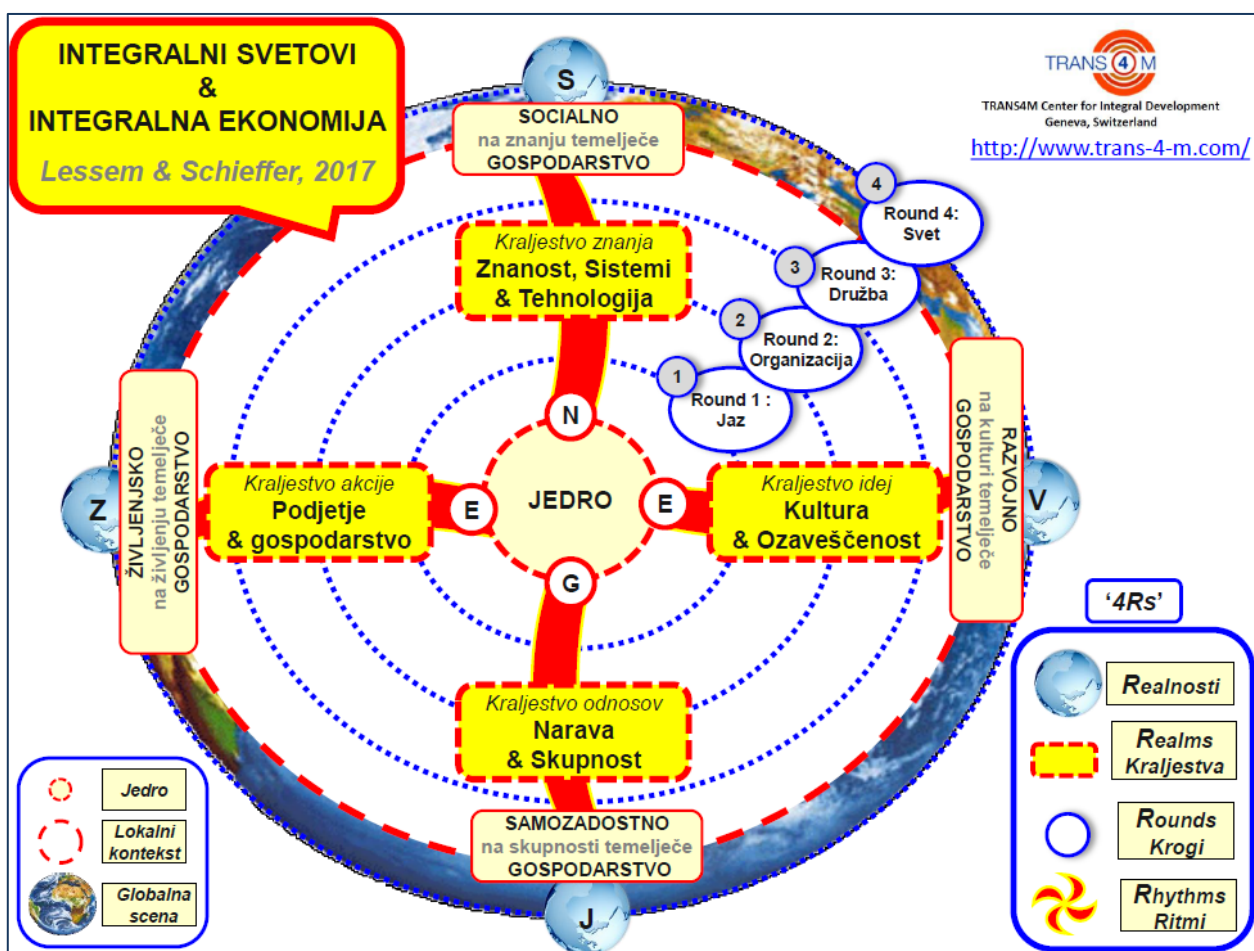 INTEGRALNI SVETOVI
&
INTEGRALNA EKONOMIJA
Lessem & Schieffer, 2017
TRANS 4 M
TRANS4M Center for Integral Development
Geneva, Switzerland
http://www.trans-4-m.com/
S
SOCIALNO
na znanju temelječe
GOSPODARSTVO
4
Round 4:
Svet
3
Round 3:
Družba
2
Round 2:
Organizacija
1
Round 1 :
Jaz
Kraljestvo znanja
Znanost, Sistemi
& Tehnologija
N
Z
ŽIVLJENJSKO
na življenju temelječe
GOSPODARSTVO
Kraljestvo akcije
Podjetje
& gospodarstvo
E
JEDRO
E
Kraljestvo idej
Kultura
& Ozaveščenost
RAZVOJNO
na kulturi temelječe
GOSPODARSTVO
V
G
Kraljestvo odnosov
Narava
& Skupnost
SAMOZADOSTNO
na skupnosti temelječe
GOSPODARSTVO
J
Jedro
Lokalni
kontekst
Globalna
scena
‘4Rs’
Realnosti
Realms
Kraljestva
Rounds
Krogi
Rhythms
Ritmi